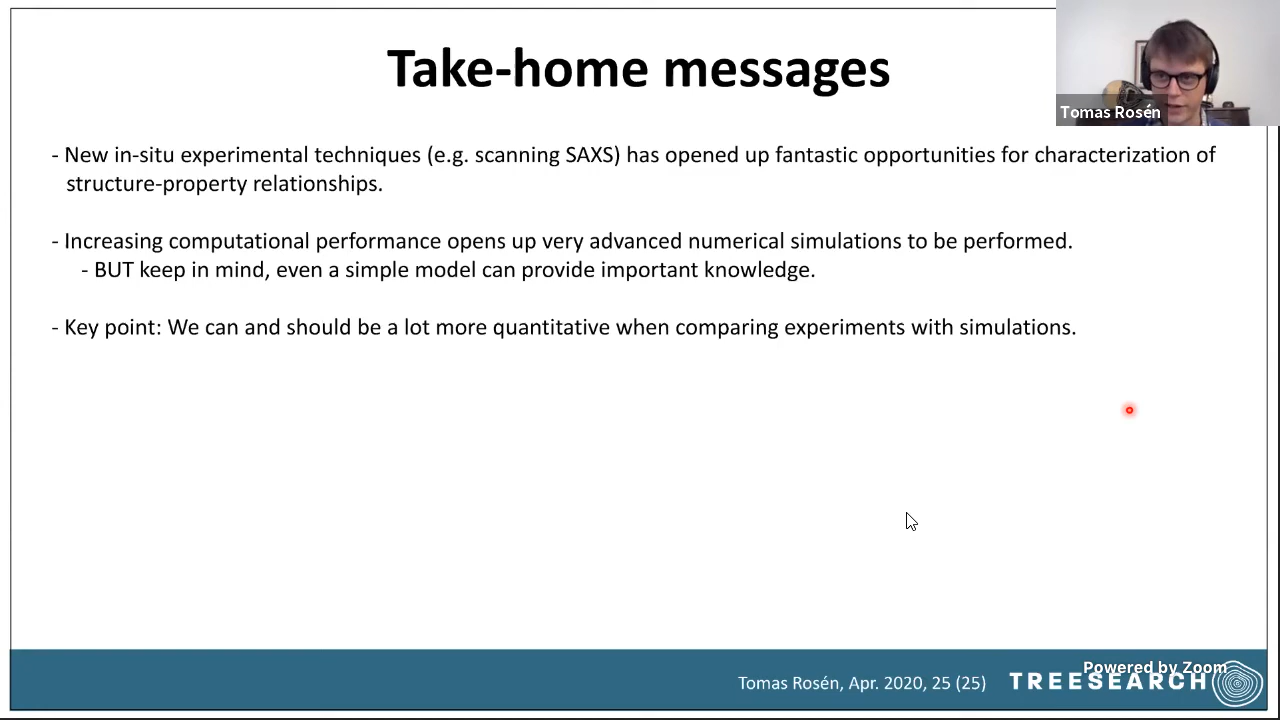 Take-home messages
Tomas Rosén
- New in-situ experimental techniques (e.g. scanning SAXS) has opened up fantastic opportunities for characterization of
structure-property relationships.
- Increasing computational performance opens up very advanced numerical simulations to be performed.
- BUT keep in mind, even a simple model can provide important knowledge.
- Key point: We can and should be a lot more quantitative when comparing experiments with simulations.
Powered by Zoom
Tomas Rosén, Apr. 2020, 25 (25)
TREESEARCH